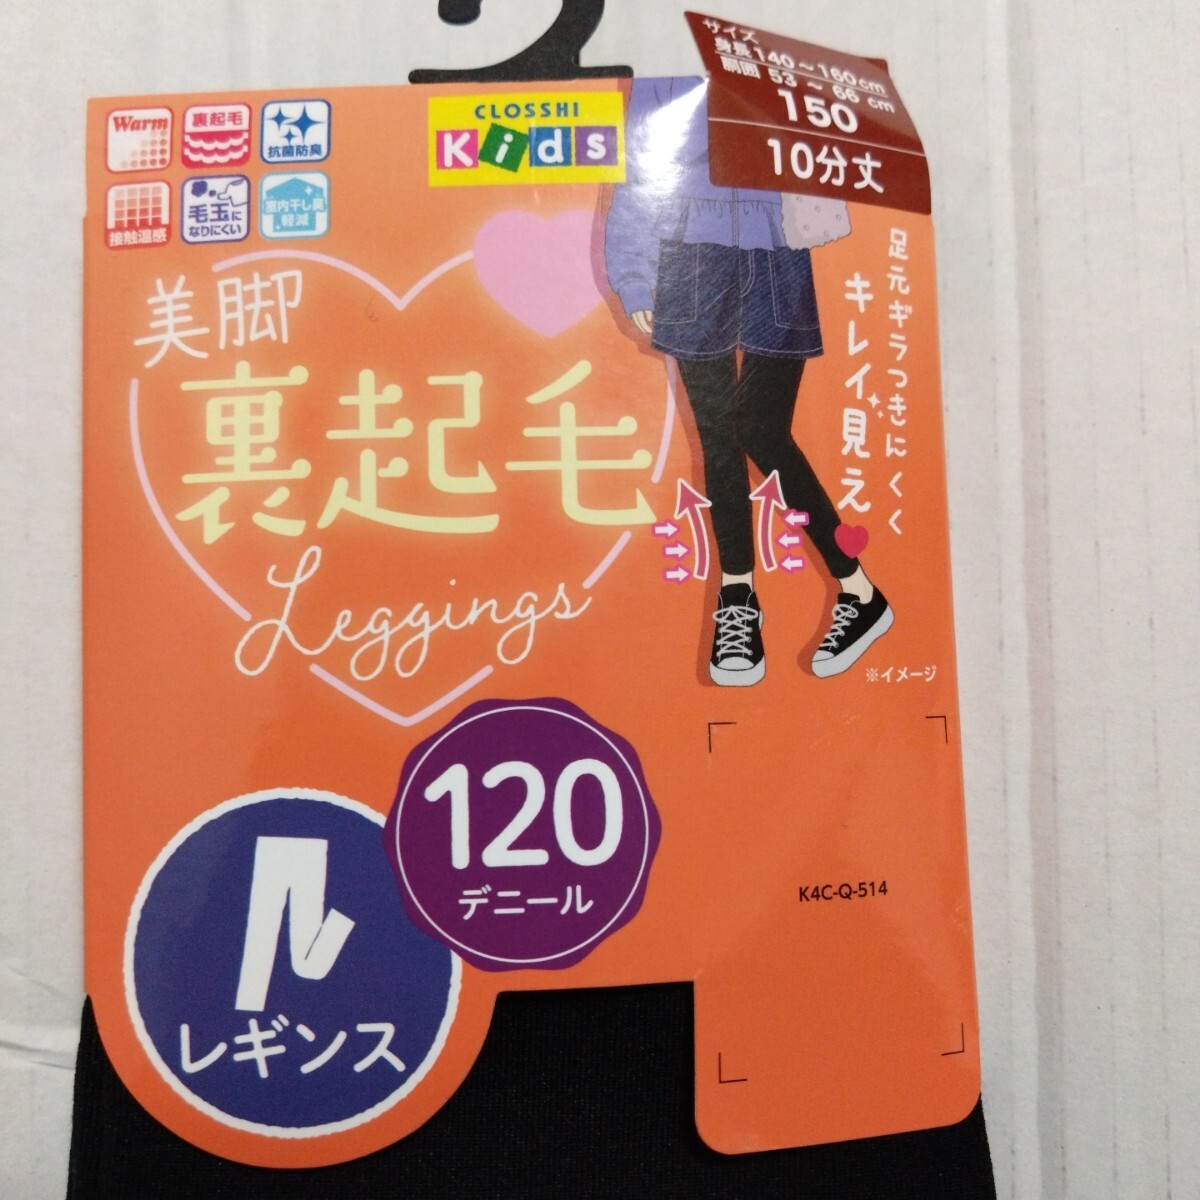 サイズ
身長 140～160cm
胴囲 53～66cm
150
10分丈
CLOSSHI
Kids
Warm
裏起毛
抗菌防臭
接触温感
毛玉に
なりにくい
室内干し臭
軽減
足元ギラつきにくく
キレイ見え
美脚
裏起毛
Leggings
※イメージ
120
デニール
K4C-Q-514
レギンス